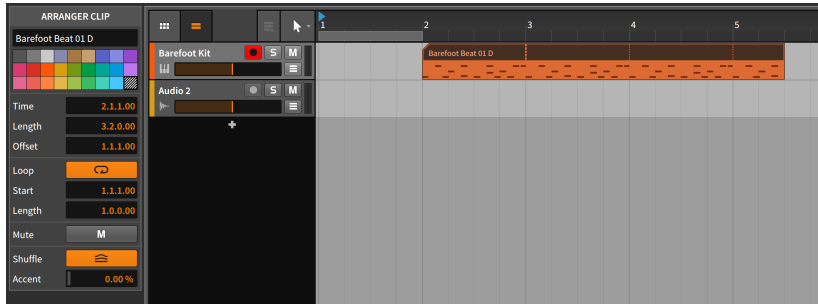 ARRANGER CLIP
Barefoot Beat 01 D
Time 2.1.1.00
Length 3.2.0.00
Offset 1.1.1.00
Loop
Start 1.1.1.00
Length 1.0.0.00
Mute M
Shuffle
Accent 0.00 %
1 2 3 4 5
Barefoot Kit S M
Barefoot Beat 01 D
Audio 2 S M